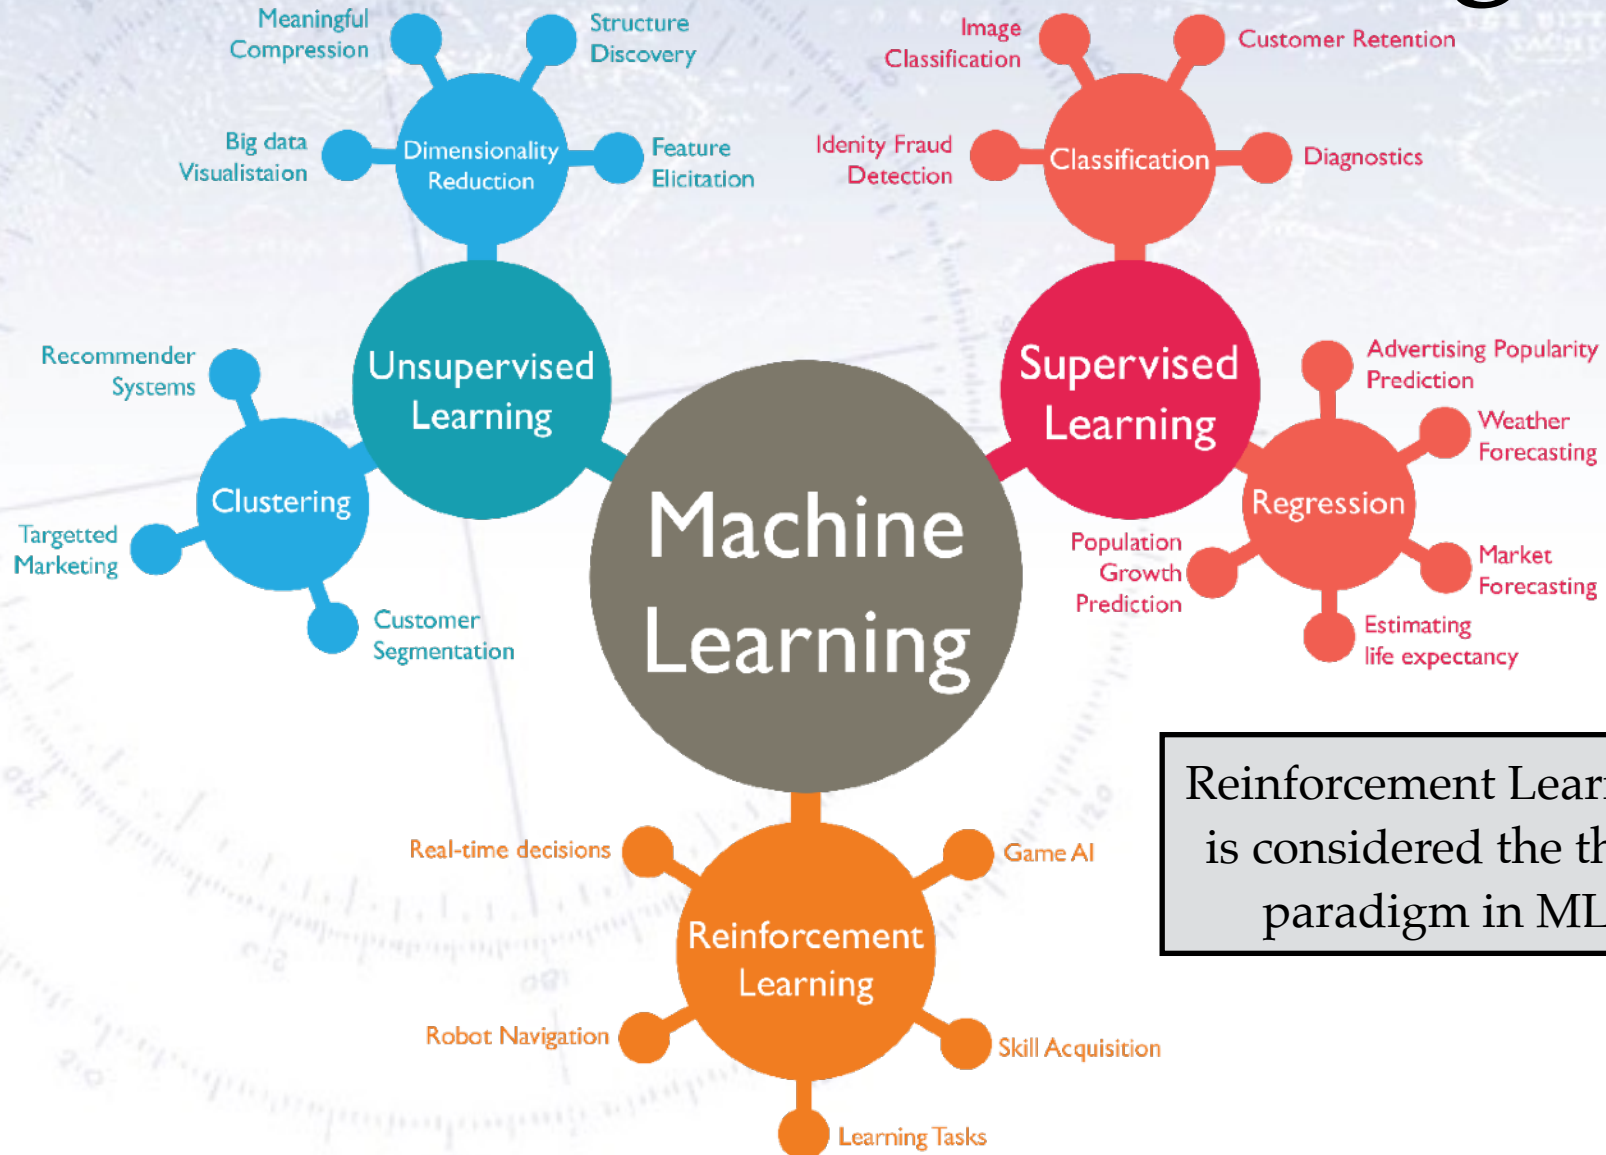 Meaningful
Compression
Structure
Discovery
Big data
Visualistaion
Dimensionality
Reduction
Feature
Elicitation
Image
Classification
Customer Retention
Idenity Fraud
Detection
Classification
Diagnostics
Unsupervised
Learning
Supervised
Learning
Recommender
Systems
Clustering
Targetted
Marketing
Customer
Segmentation
Machine
Learning
Advertising Popularity
Prediction
Weather
Forecasting
Regression
Population
Growth
Prediction
Market
Forecasting
Estimating
life expectancy
Reinforcement
is considered the
paradigm in ML
Real-time decisions
Game AI
Reinforcement
Learning
Robot Navigation
Skill Acquisition
Learning Tasks